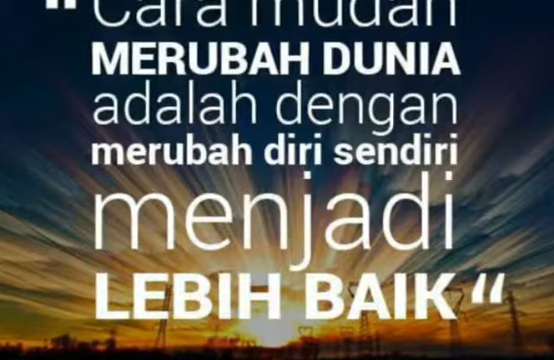 " Cara mudah
MERUBAH DUNIA
adalah dengan
merubah diri sendiri
menjadi
LEBIH BAIK “